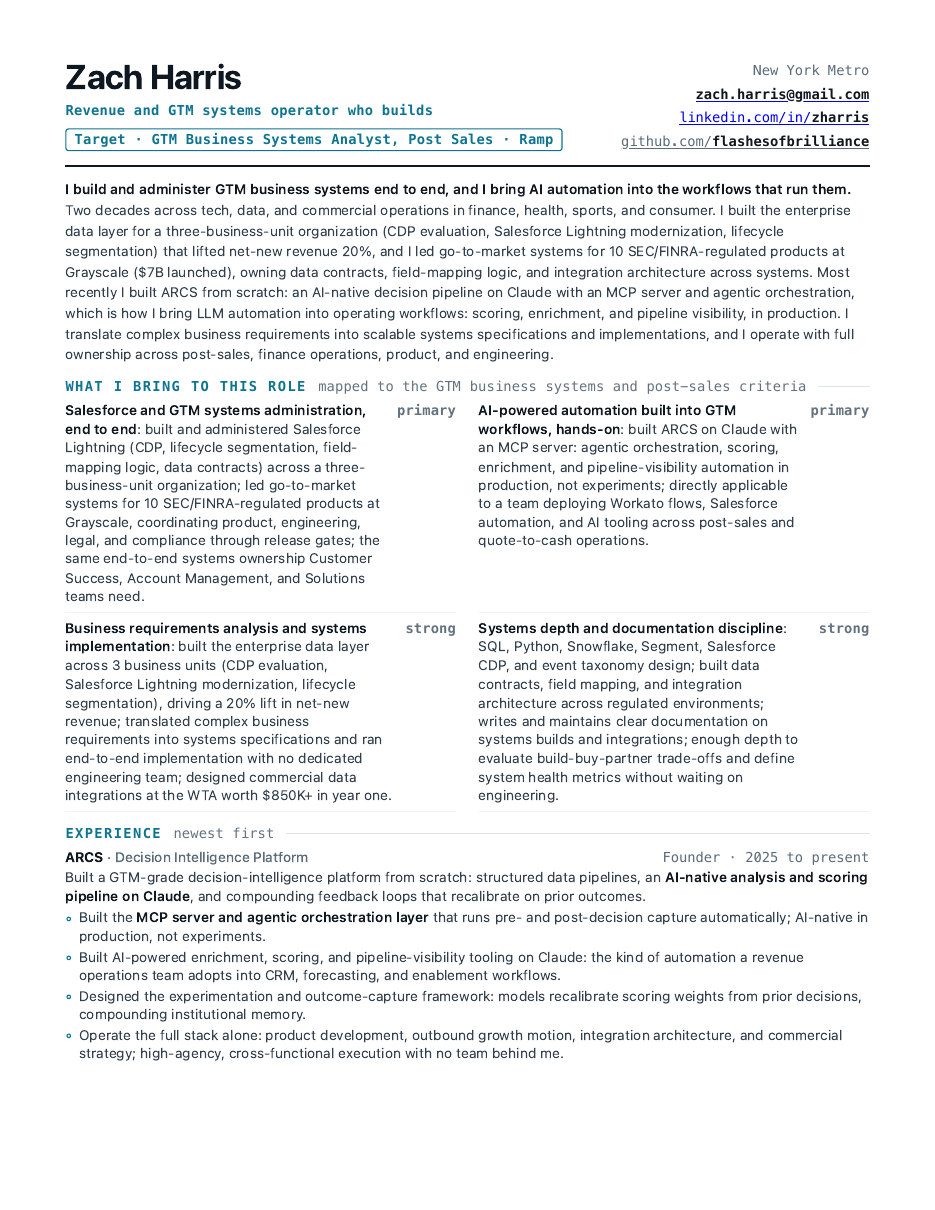 Zach Harris
Revenue and GTM systems operator who builds
Target · GTM Business Systems Analyst, Post Sales · Ramp
New York Metro
zach.harris@gmail.com
linkedin.com/in/zharris
github.com/flashesofbrilliance
I build and administer GTM business systems end to end, and I bring AI automation into the workflows that run them.
Two decades across tech, data, and commercial operations in finance, health, sports, and consumer. I built the enterprise
data layer for a three-business-unit organization (CDP evaluation, Salesforce Lightning modernization, lifecycle
segmentation) that lifted net-new revenue 20%, and I led go-to-market systems for 10 SEC/FINRA-regulated products at
Grayscale ($7B launched), owning data contracts, field-mapping logic, and integration architecture across systems. Most
recently I built ARCS from scratch: an AI-native decision pipeline on Claude with an MCP server and agentic orchestration,
which is how I bring LLM automation into operating workflows: scoring, enrichment, and pipeline visibility, in production. I
translate complex business requirements into scalable systems specifications and implementations, and I operate with full
ownership across post-sales, finance operations, product, and engineering.
WHAT I BRING TO THIS ROLE mapped to the GTM business systems and post-sales criteria
Salesforce and GTM systems administration, primary
end to end: built and administered Salesforce
Lightning (CDP, lifecycle segmentation, field-
mapping logic, data contracts) across a three-
business-unit organization; led go-to-market
systems for 10 SEC/FINRA-regulated products at
Grayscale, coordinating product, engineering,
legal, and compliance through release gates; the
same end-to-end systems ownership Customer
Success, Account Management, and Solutions
teams need.
AI-powered automation built into GTM primary
workflows, hands-on: built ARCS on Claude with
an MCP server: agentic orchestration, scoring,
enrichment, and pipeline-visibility automation in
production, not experiments; directly applicable
to a team deploying Workato flows, Salesforce
automation, and AI tooling across post-sales and
quote-to-cash operations.
Business requirements analysis and systems strong
implementation: built the enterprise data layer
across 3 business units (CDP evaluation,
Salesforce Lightning modernization, lifecycle
segmentation), driving a 20% lift in net-new
revenue; translated complex business
requirements into systems specifications and ran
end-to-end implementation with no dedicated
engineering team; designed commercial data
integrations at the WTA worth $850K+ in year one.
Systems depth and documentation discipline: strong
SQL, Python, Snowflake, Segment, Salesforce
CDP, and event taxonomy design; built data
contracts, field mapping, and integration
architecture across regulated environments;
writes and maintains clear documentation on
systems builds and integrations; enough depth to
evaluate build-buy-partner trade-offs and define
system health metrics without waiting on
engineering.
EXPERIENCE newest first
ARCS · Decision Intelligence Platform Founder · 2025 to present
Built a GTM-grade decision-intelligence platform from scratch: structured data pipelines, an AI-native analysis and scoring
pipeline on Claude, and compounding feedback loops that recalibrate on prior outcomes.
Built the MCP server and agentic orchestration layer that runs pre- and post-decision capture automatically; AI-native in
production, not experiments.
Built AI-powered enrichment, scoring, and pipeline-visibility tooling on Claude: the kind of automation a revenue
operations team adopts into CRM, forecasting, and enablement workflows.
Designed the experimentation and outcome-capture framework: models recalibrate scoring weights from prior decisions,
compounding institutional memory.
Operate the full stack alone: product development, outbound growth motion, integration architecture, and commercial
strategy; high-agency, cross-functional execution with no team behind me.